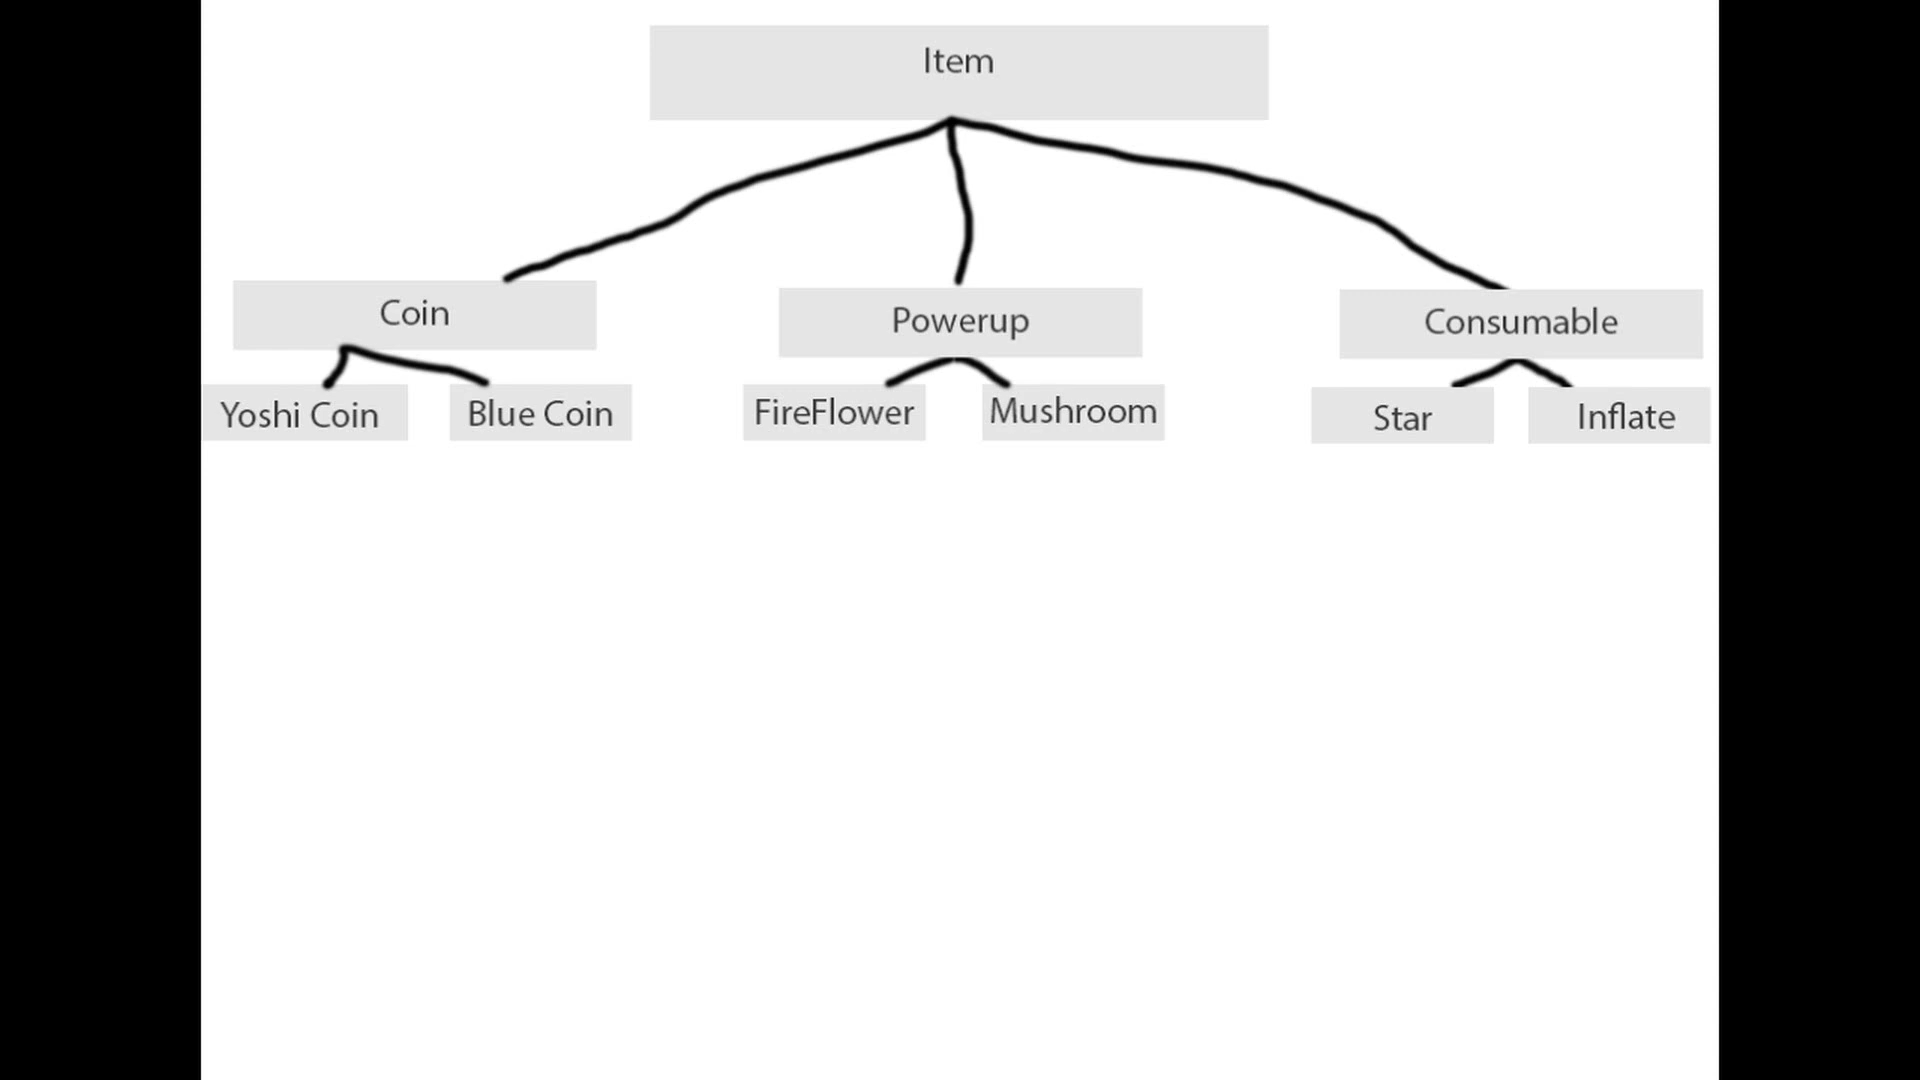 Item
Coin
Powerup
Consumable
Yoshi Coin
Blue Coin
FireFlower
Mushroom
Star
Inflate